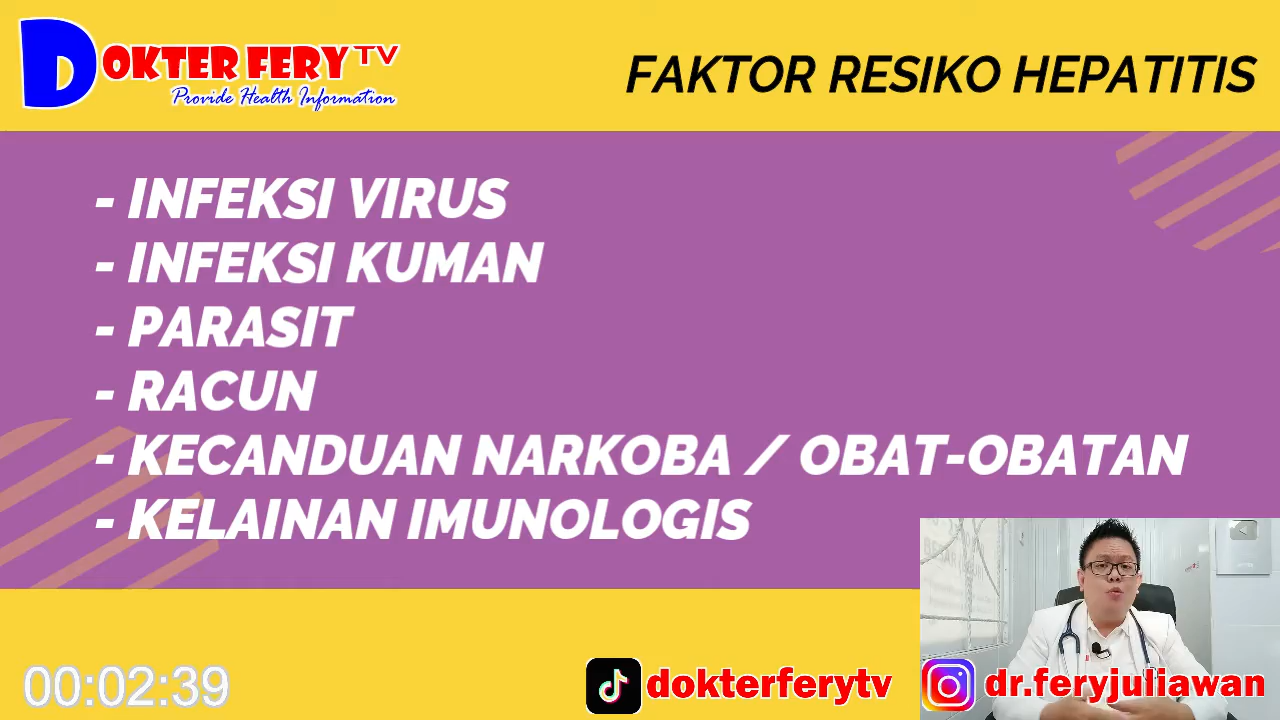 DOKTER FERY TV
Provide Health Information
FAKTOR RESIKO HEPATITIS
- INFEKSI VIRUS
- INFEKSI KUMAN
- PARASIT
- RACUN
- KECANDUAN NARKOBA / OBAT-OBATAN
- KELAINAN IMUNOLOGIS
00:02:39
dokterferytv
dr.feryjuliawan